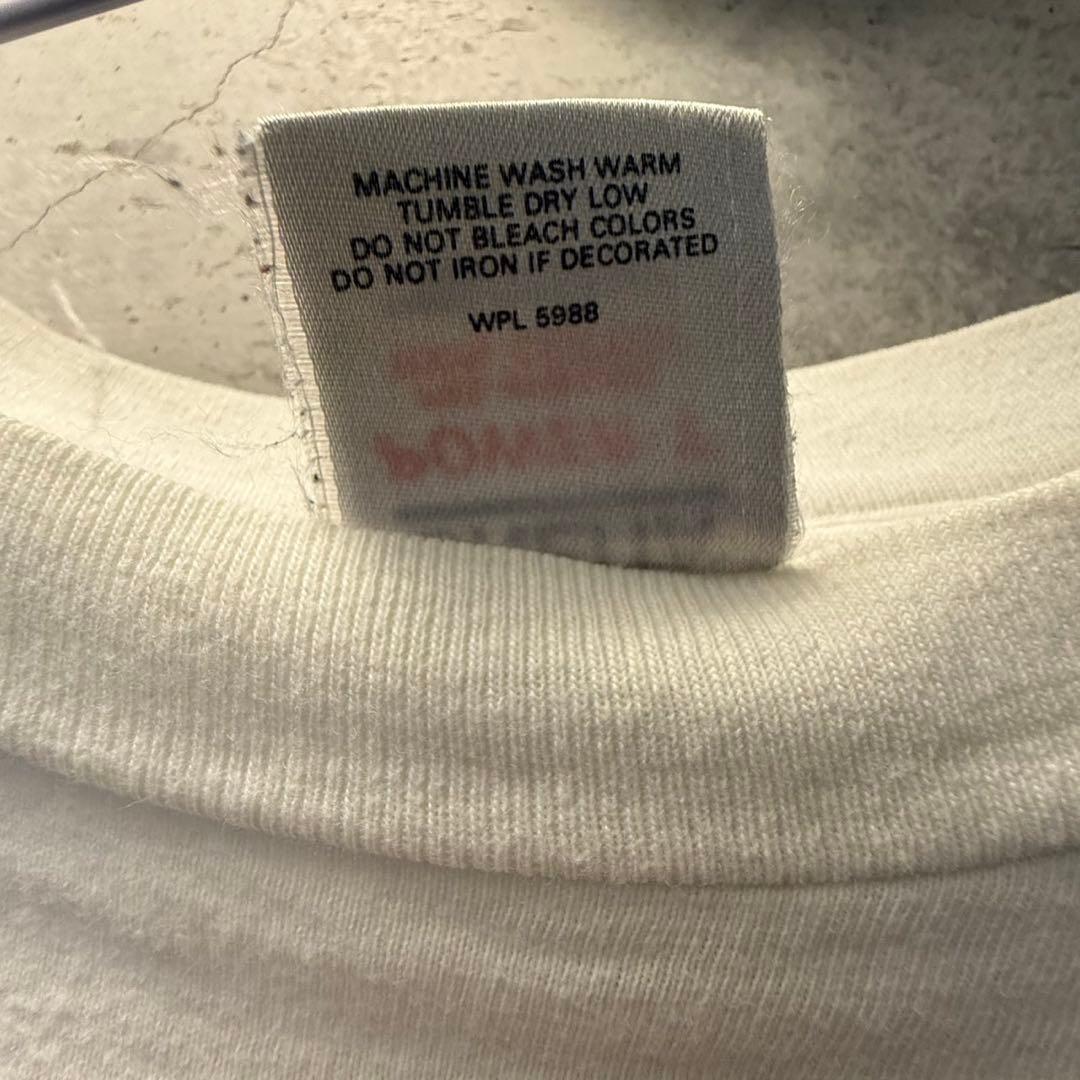 MACHINE WASH WARM
TUMBLE DRY LOW
DO NOT BLEACH COLORS
DO NOT IRON IF DECORATED
WPL 5988